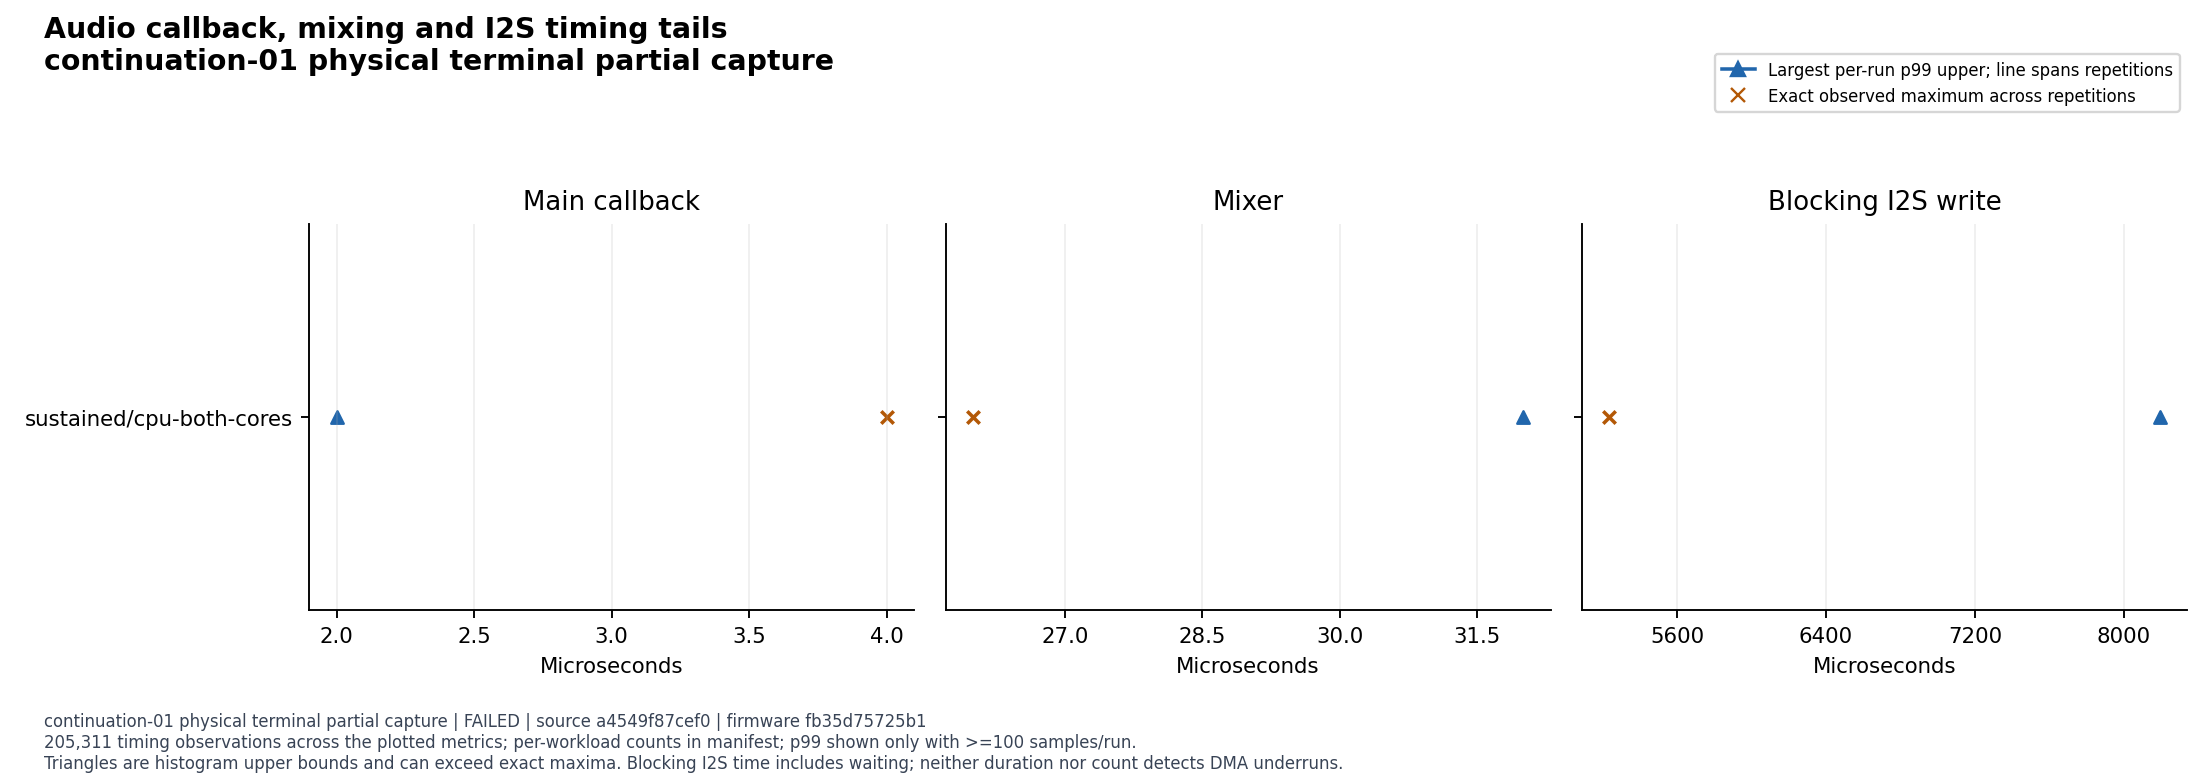 Audio callback, mixing and I2S timing tails
continuation-01 physical terminal partial capture
Largest per-run p99 upper; line spans repetitions
Exact observed maximum across repetitions
Main callback
Mixer
Blocking I2S write
sustained/cpu-both-cores
2.0 2.5 3.0 3.5 4.0
27.0 28.5 30.0 31.5
5600 6400 7200 8000
Microseconds
Microseconds
Microseconds
continuation-01 physical terminal partial capture | FAILED | source a4549f87cef0 | firmware fb35d75725b1
205,311 timing observations across the plotted metrics; per-workload counts in manifest; p99 shown only with >=100 samples/run.
Triangles are histogram upper bounds and can exceed exact maxima. Blocking I2S time includes waiting; neither duration nor count detects DMA underruns.